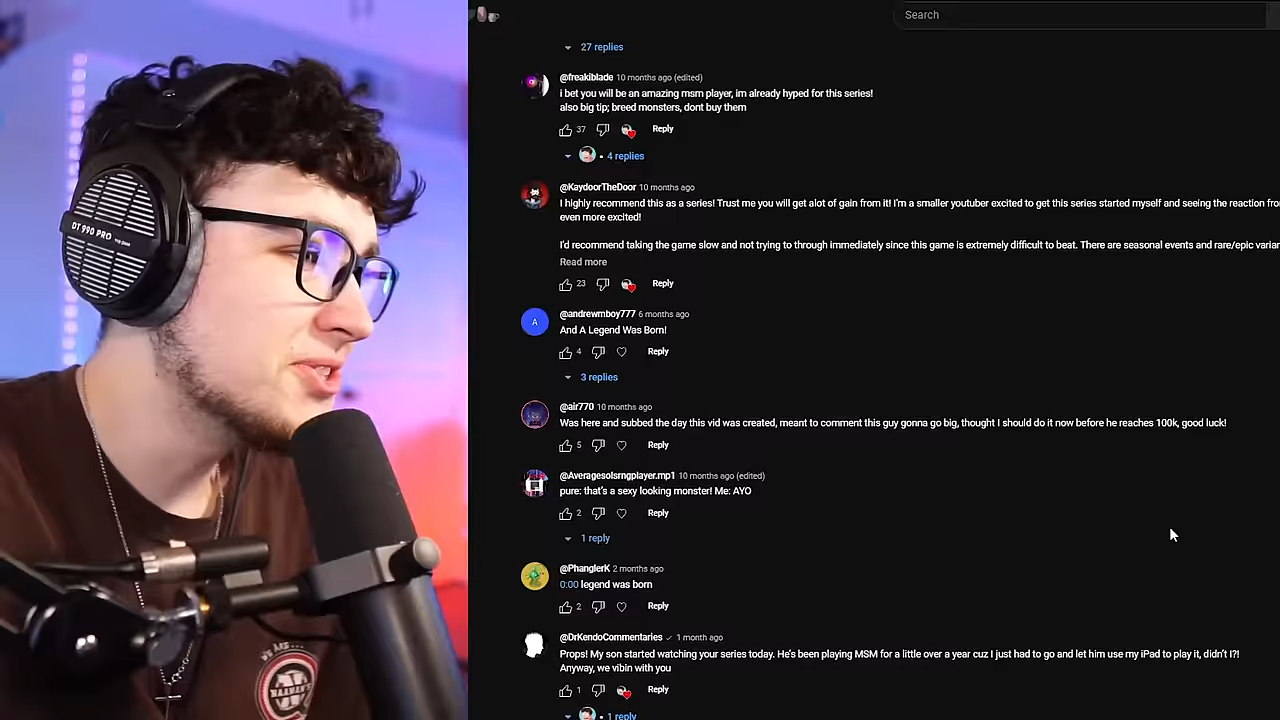 Search
27 replies
@freakiblade 10 months ago (edited)
i bet you will be an amazing msm player, im already hyped for this series!
also big tip; breed monsters, dont buy them
37 Reply
4 replies
@KaydoorTheDoor 10 months ago
I highly recommend this as a series! Trust me you will get alot of gain from it! I'm a smaller youtuber excited to get this series started myself and seeing the reaction
even more excited!
I'd recommend taking the game slow and not trying to through immediately since this game is extremely difficult to beat. There are seasonal events and rare/epic
Read more
23 Reply
@andrewmboy777 6 months ago
A
And A Legend Was Born!
4 Reply
3 replies
@air770 10 months ago
Was here and subbed the day this vid was created, meant to comment this guy gonna go big, thought I should do it now before he reaches 100k, good luck!
5 Reply
@Averagesolsrngplayer.mp1 10 months ago (edited)
pure: that's a sexy looking monster! Me: AYO
2 Reply
1 reply
@PhanglerK 2 months ago
0:00 legend was born
2 Reply
@DrKendoCommentaries 1 month ago
Props! My son started watching your series today. He's been playing MSM for a little over a year cuz I just had to go and let him use my iPad to play it, didn't I?!
Anyway, we vibin with you
1 Reply
1 reply
DT 990 PRO